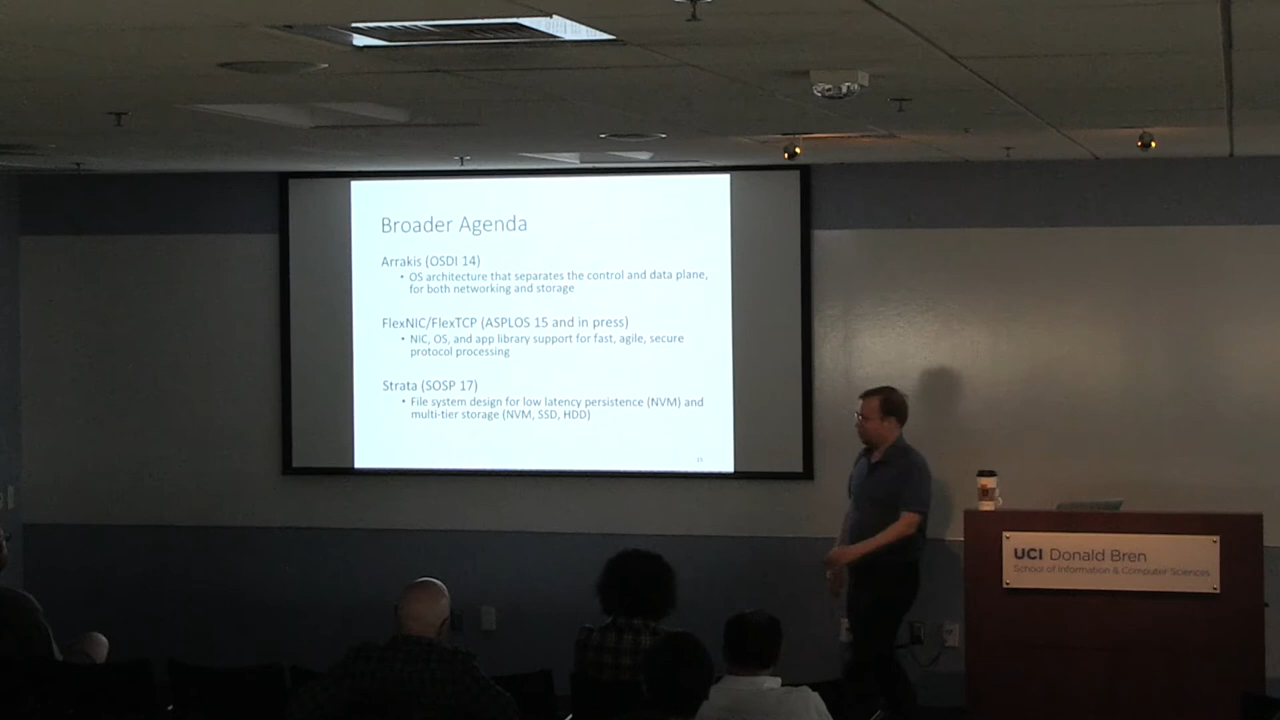 Broader Agenda
Arrakis (OSDI 14)
• OS architecture that separates the control and data plane,
for both networking and storage
FlexNIC/FlexTCP (ASPLOS 15 and in press)
• NIC, OS, and app library support for fast, agile, secure
protocol processing
Strata (SOSP 17)
• File system design for low latency persistence (NVM) and
multi-tier storage (NVM, SSD, HDD)
UCI Donald Bren
School of Information & Computer Sciences